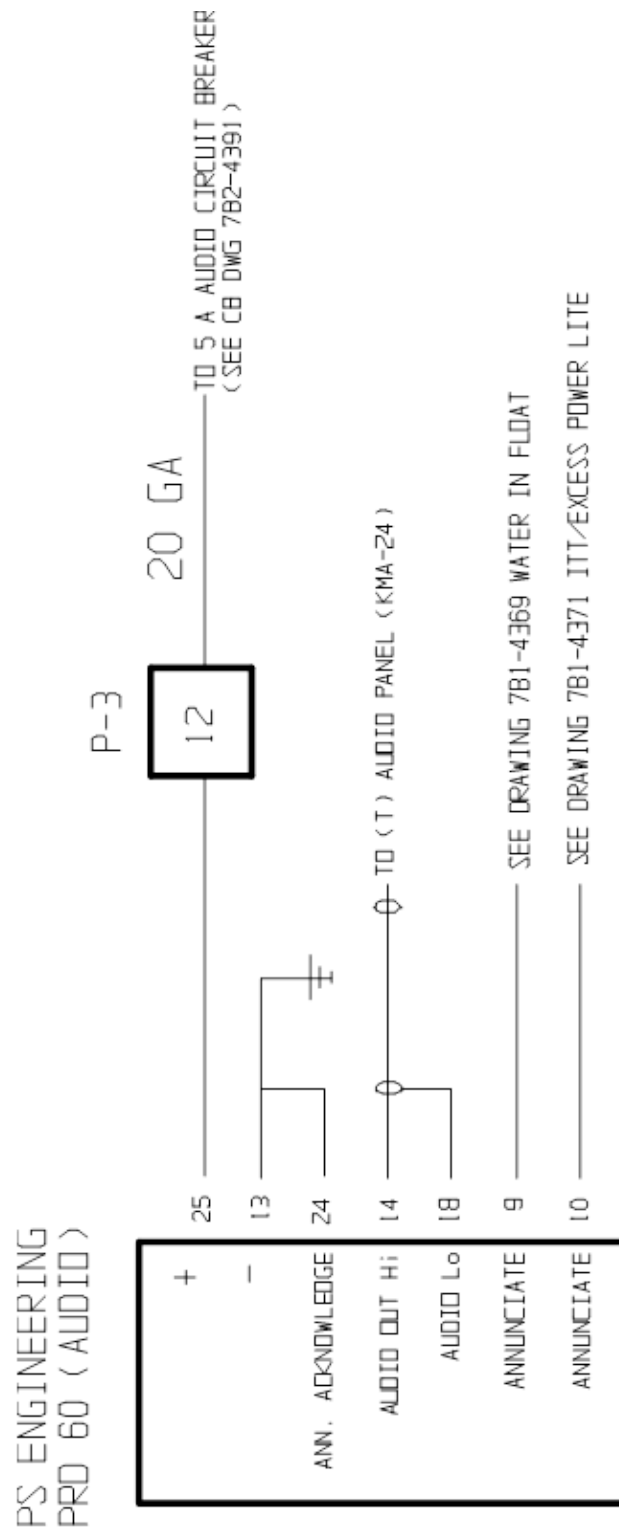 PS ENGINEERING
PRO 60 (AUDIO)
+ 25
P-3
12
20 GA
TO 5 A AUDIO CIRCUIT BREAKER
(SEE CB DWG 7B2-4391)
- 13
ANN. ACKNOWLEDGE 24
AUDIO OUT Hi 14 TO (T) AUDIO PANEL (KMA-24)
AUDIO Lo 18
ANNUNCIATE 9 SEE DRAWING 7B1-4369 WATER IN FLOAT
ANNUNCIATE 10 SEE DRAWING 7B1-4371 ITT/EXCESS POWER LITE